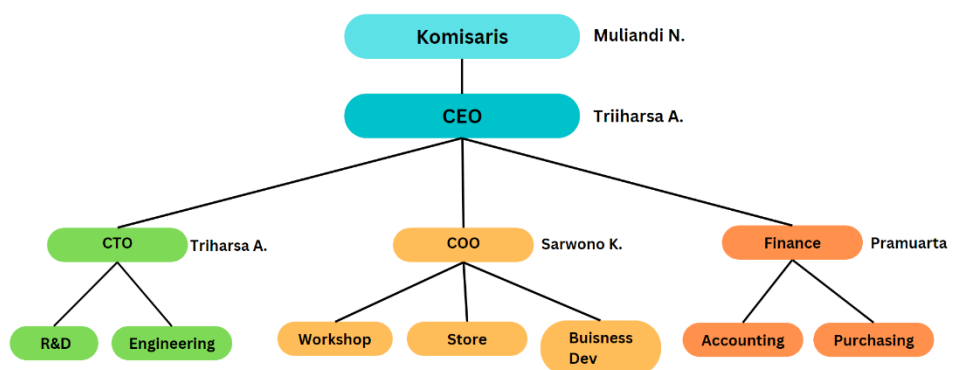 Komisaris
Muliandi N.
CEO
Triiharsa A.
CTO
Triharsa A.
COO
Sarwono K.
Finance
Pramuarta
R&D
Engineering
Workshop
Store
Buisness
Dev
Accounting
Purchasing